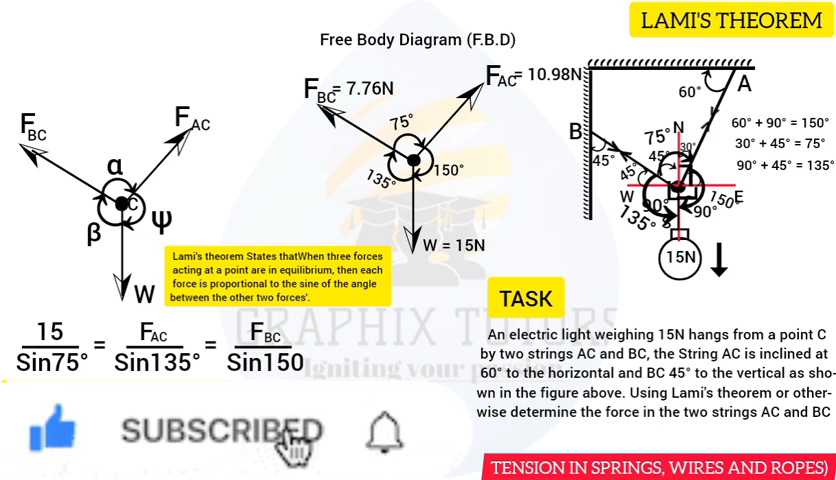 LAMI'S THEOREM
Free Body Diagram (F.B.D)
FBC
FAC
α
β
ψ
C
W
FBC = 7.76N
FAC = 10.98N
75°
135°
150°
W = 15N
A
60°
B
45°
75°
N
45°
30°
45°
W
E
90°
90°
150°
135°
S
15N
60° + 90° = 150°
30° + 45° = 75°
90° + 45° = 135°
Lami's theorem States thatWhen three forces
acting at a point are in equilibrium, then each
force is proportional to the sine of the angle
between the other two forces'.
15/Sin75° = FAC/Sin135° = FBC/Sin150
TASK
An electric light weighing 15N hangs from a point C
by two strings AC and BC, the String AC is inclined at
60° to the horizontal and BC 45° to the vertical as sho-
wn in the figure above. Using Lami's theorem or other-
wise determine the force in the two strings AC and BC
GRAPHIX TUTORS
Igniting your
SUBSCRIBED
TENSION IN SPRINGS, WIRES AND ROPES)